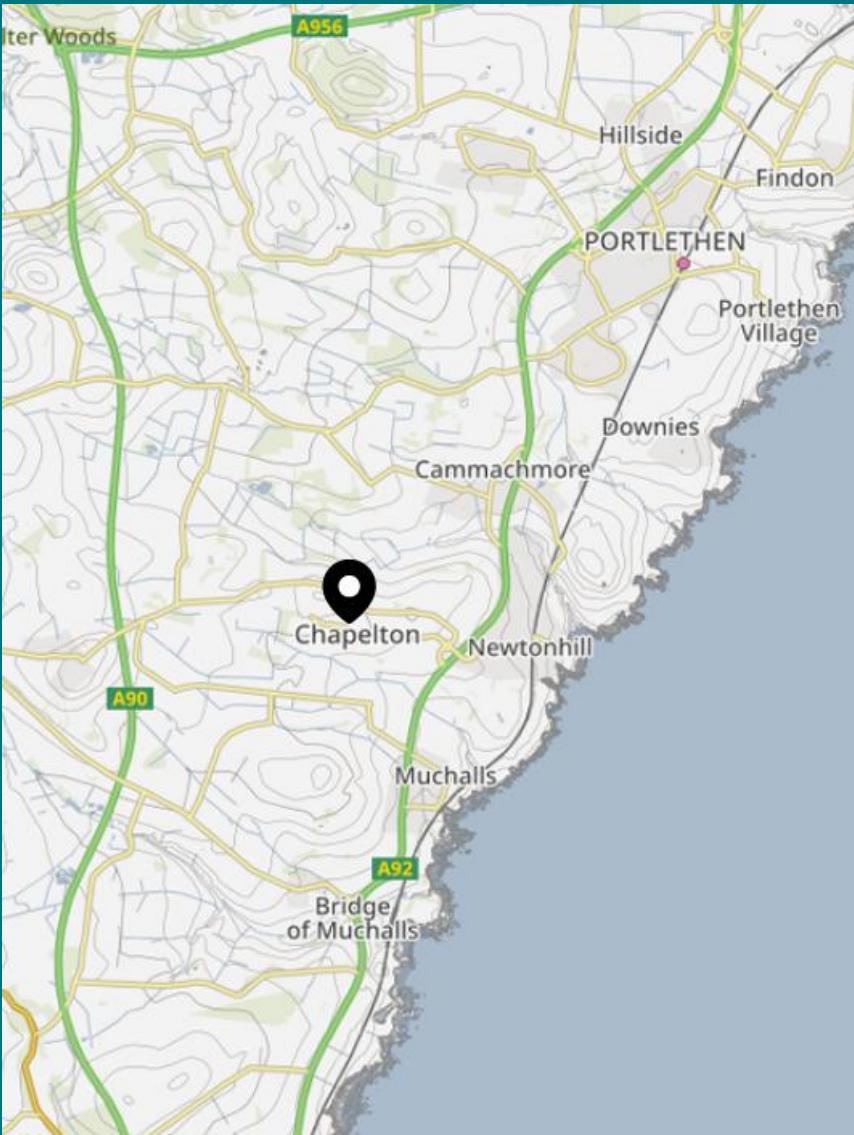 lter Woods
A956
Hillside
Findon
PORTLETHEN
Portlethen
Village
Downies
Cammachmore
Chapelton
Newtonhill
A90
Muchalls
A92
Bridge
of Muchalls